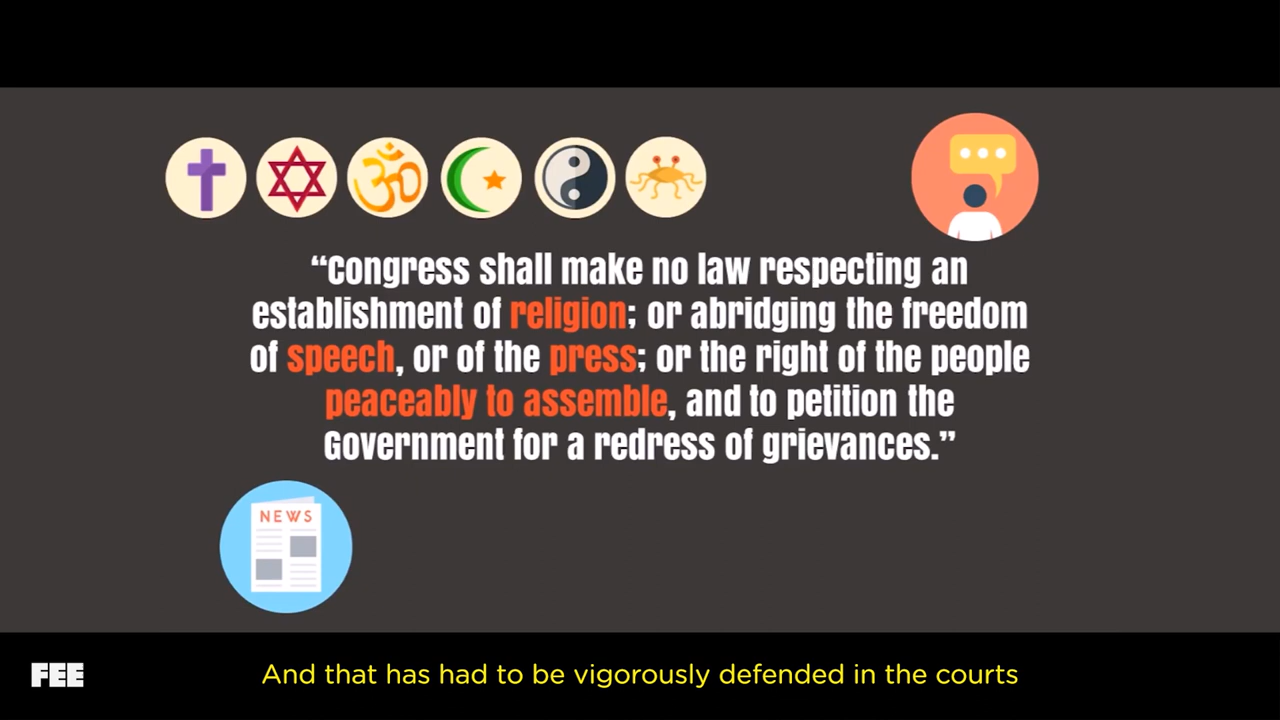 “Congress shall make no law respecting an
establishment of religion; or abridging the freedom
of speech, or of the press; or the right of the people
peaceably to assemble, and to petition the
Government for a redress of grievances.”
NEWS
FEE
And that has had to be vigorously defended in the courts